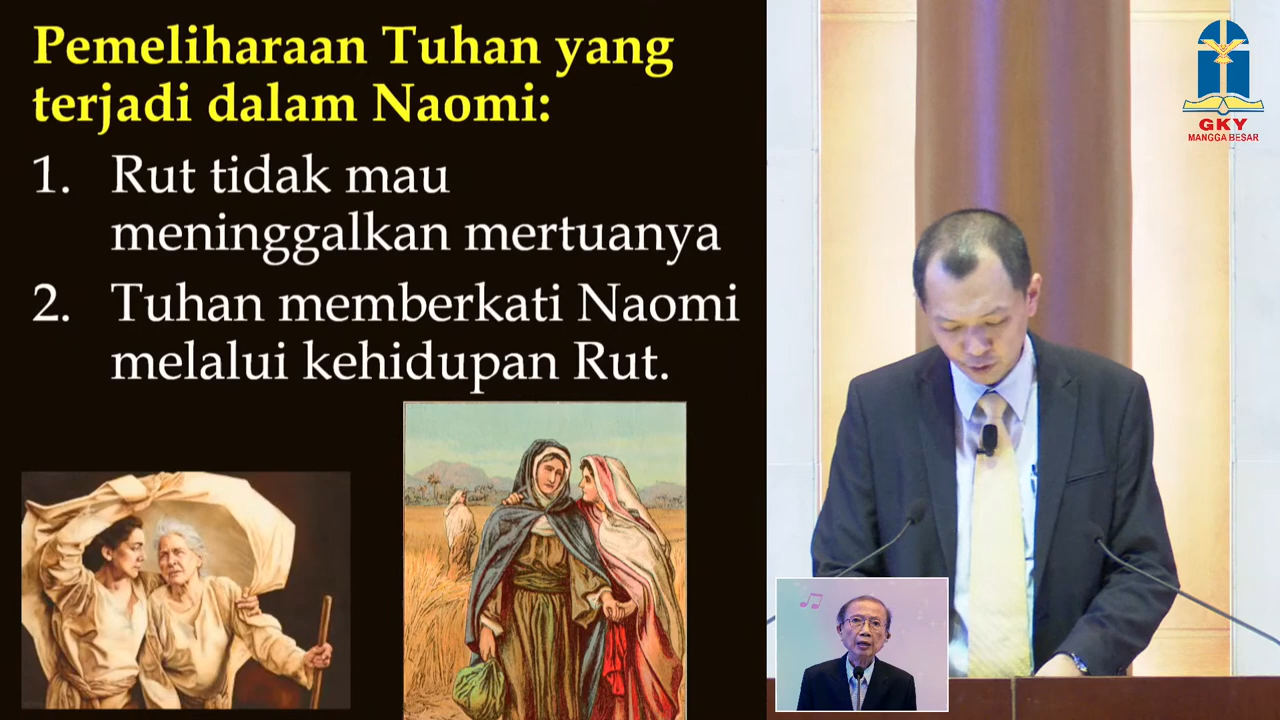 Pemeliharaan Tuhan yang
terjadi dalam Naomi:
1. Rut tidak mau
meninggalkan mertuanya
2. Tuhan memberkati Naomi
melalui kehidupan Rut.
GKY
MANGGA BESAR